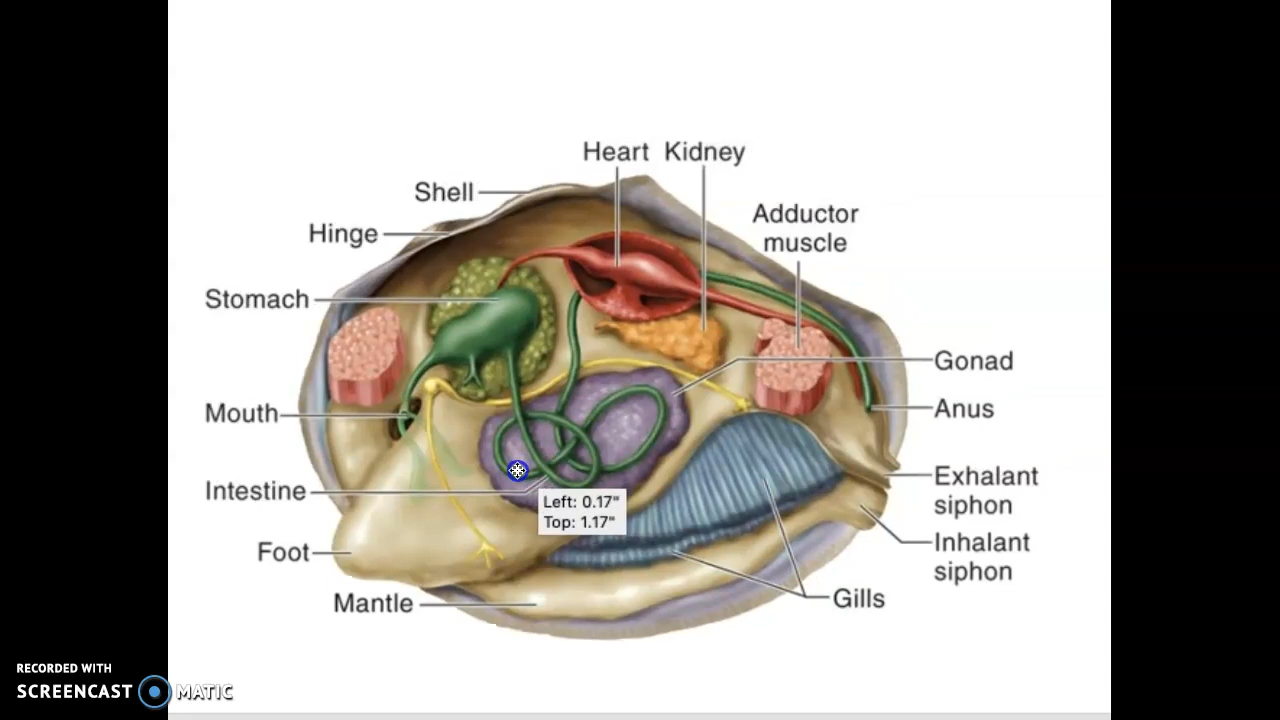 Heart Kidney
Shell
Adductor
muscle
Hinge
Stomach
Gonad
Mouth
Anus
Exhalant
siphon
Intestine
Left: 0.17"
Top: 1.17"
Inhalant
siphon
Foot
Gills
Mantle
RECORDED WITH
SCREENCAST MATIC